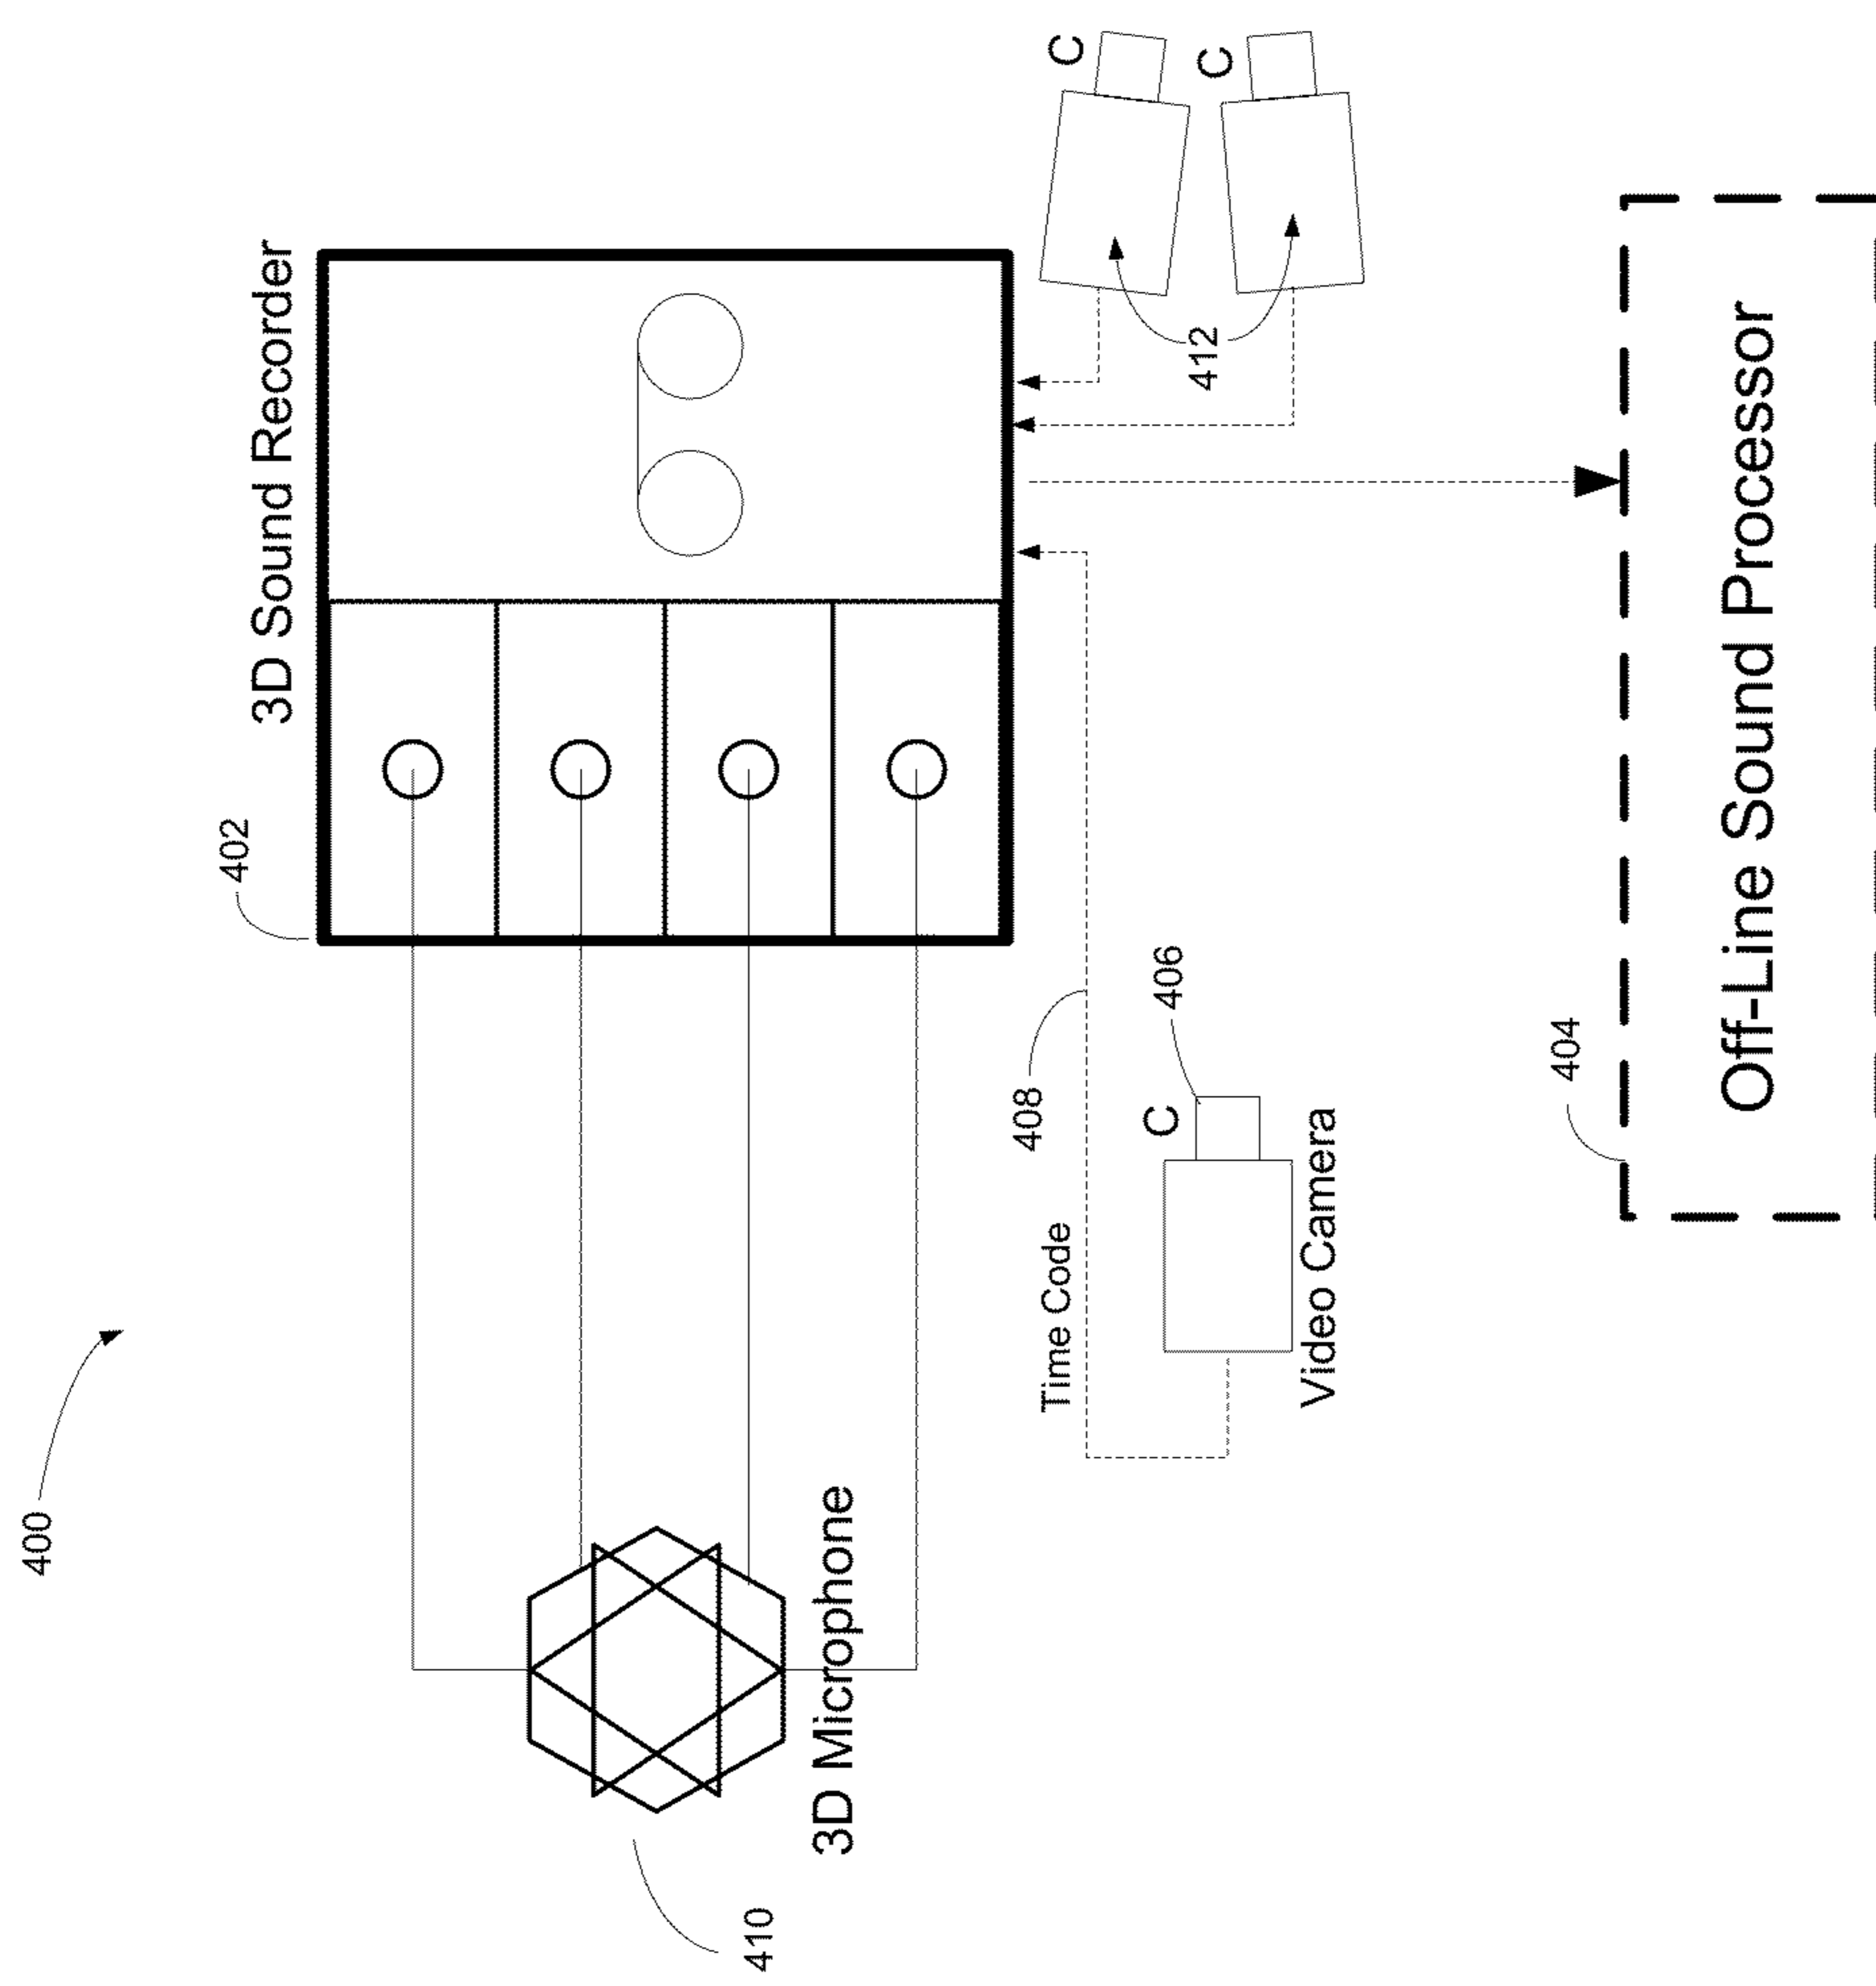 400
402
3D Sound Recorder
410
3D Microphone
408
Time Code
C
406
Video Camera
C
C
412
404
Off-Line Sound Processor